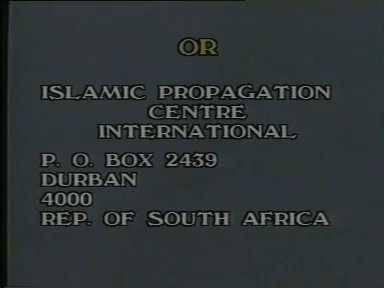 OR
ISLAMIC PROPAGATION
CENTRE
INTERNATIONAL
P. O. BOX 2439
DURBAN
4000
REP. OF SOUTH AFRICA